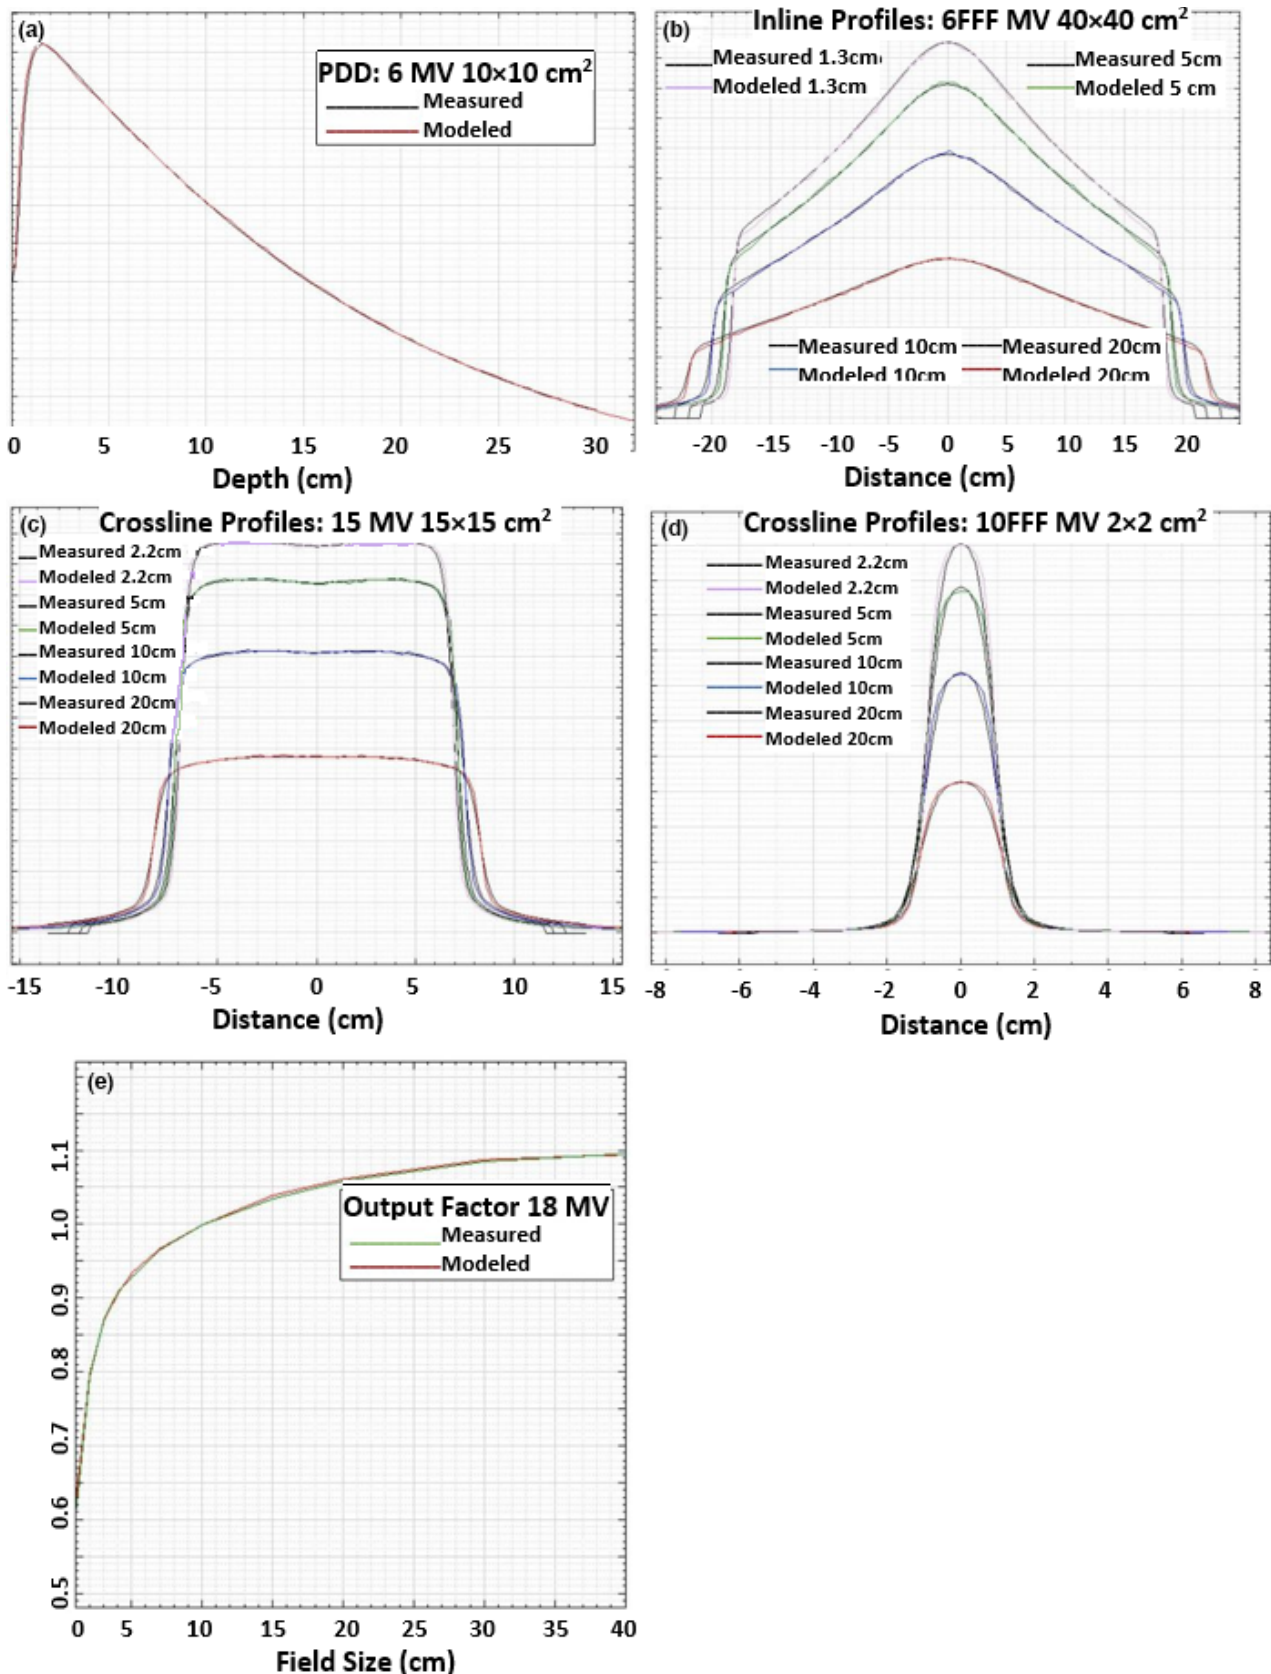 (a)
PDD: 6 MV 10×10 cm²
Measured
Modeled
0 5 10 15 20 25 30
Depth (cm)
(b)
Inline Profiles: 6FFF MV 40×40 cm²
Measured 1.3cm
Modeled 1.3cm
Measured 5cm
Modeled 5 cm
Measured 10cm
Modeled 10cm
Measured 20cm
Modeled 20cm
-20 -15 -10 -5 0 5 10 15 20
Distance (cm)
(c)
Crossline Profiles: 15 MV 15×15 cm²
Measured 2.2cm
Modeled 2.2cm
Measured 5cm
Modeled 5cm
Measured 10cm
Modeled 10cm
Measured 20cm
Modeled 20cm
-15 -10 -5 0 5 10 15
Distance (cm)
(d)
Crossline Profiles: 10FFF MV 2×2 cm²
Measured 2.2cm
Modeled 2.2cm
Measured 5cm
Modeled 5cm
Measured 10cm
Modeled 10cm
Measured 20cm
Modeled 20cm
-8 -6 -4 -2 0 2 4 6 8
Distance (cm)
(e)
1.1
1.0
0.9
0.8
0.7
0.6
0.5
Output Factor 18 MV
Measured
Modeled
0 5 10 15 20 25 30 35 40
Field Size (cm)